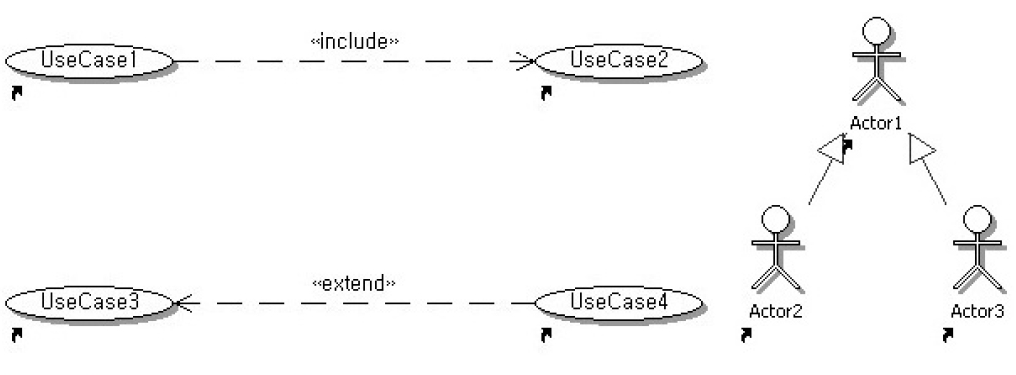 «include»
UseCase1
UseCase2
Actor1
«extend»
UseCase3
UseCase4
Actor2
Actor3